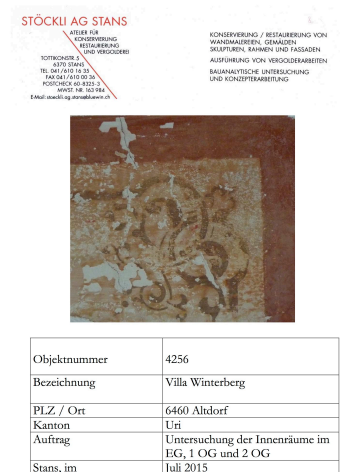 STÖCKLI AG STANS
ATELIER FÜR
KONSERVIERUNG
RESTAURIERUNG
UND VERGOLDEREI
TOTTIKONSTR. 5
6370 STANS
TEL. 041/610 16 35
FAX 041/610 00 36
POSTCHECK 60-8325-3
MWST. NR. 163 984
E-Mail: stoeckli.ag.stans@bluewin.ch
KONSERVIERUNG / RESTAURIERUNG VON
WANDMALEREIEN, GEMÄLDEN
SKULPTUREN, RAHMEN UND FASSADEN
AUSFÜHRUNG VON VERGOLDERARBEITEN
BAUANALYTISCHE UNTERSUCHUNG
UND KONZEPTERARBEITUNG
Objektnummer 4256
Bezeichnung Villa Winterberg
PLZ / Ort 6460 Altdorf
Kanton Uri
Auftrag Untersuchung der Innenräume im
EG, 1 OG und 2 OG
Stans, im Juli 2015